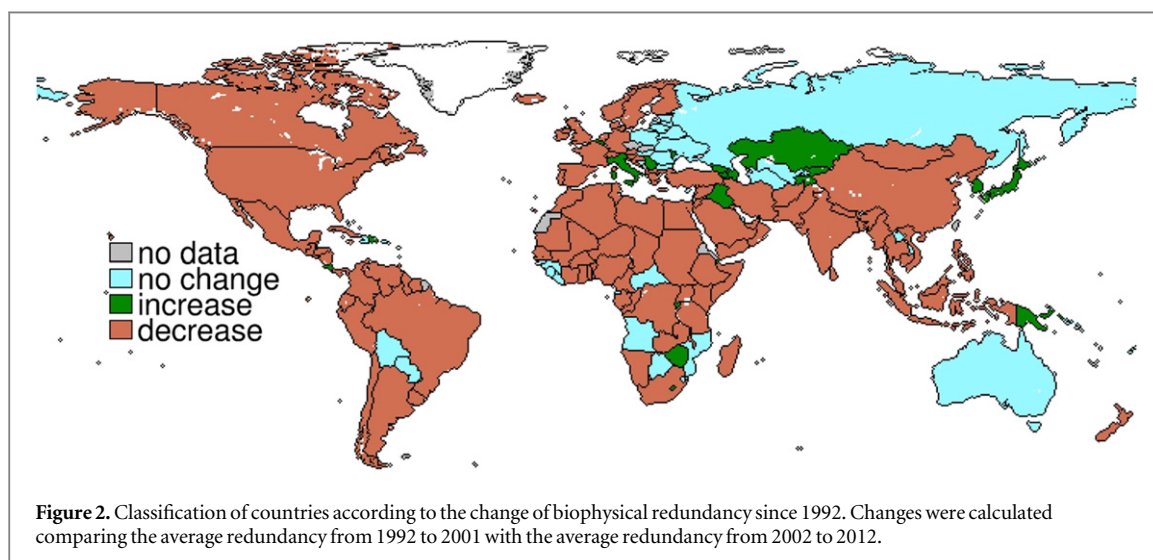 no data
no change
increase
decrease
Figure 2. Classification of countries according to the change of biophysical redundancy since 1992. Changes were calculated
comparing the average redundancy from 1992 to 2001 with the average redundancy from 2002 to 2012.